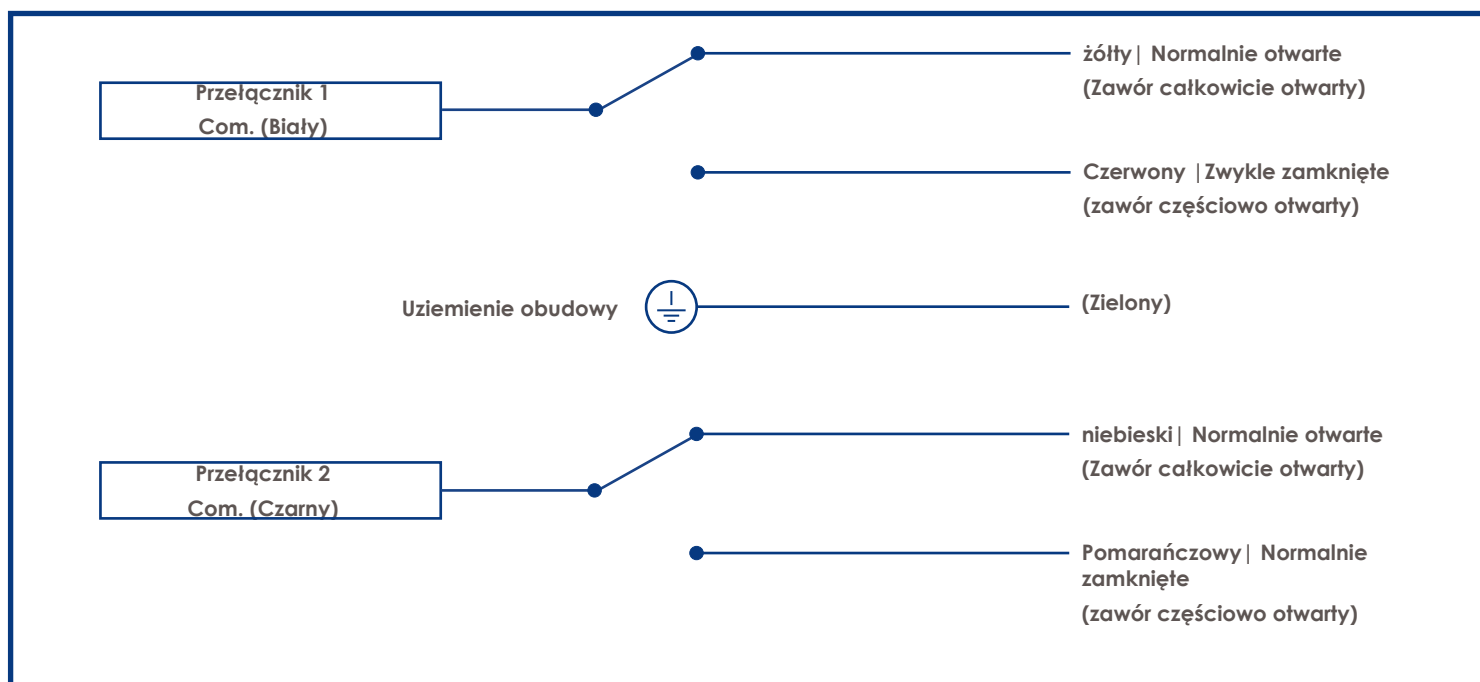 Przełącznik 1
Com. (Biały)
żółty| Normalnie otwarte
(Zawór całkowicie otwarty)
Czerwony |Zwykle zamknięte
(zawór częściowo otwarty)
Uziemienie obudowy
(Zielony)
Przełącznik 2
Com. (Czarny)
niebieski| Normalnie otwarte
(Zawór całkowicie otwarty)
Pomarańczowy| Normalnie
zamknięte
(zawór częściowo otwarty)